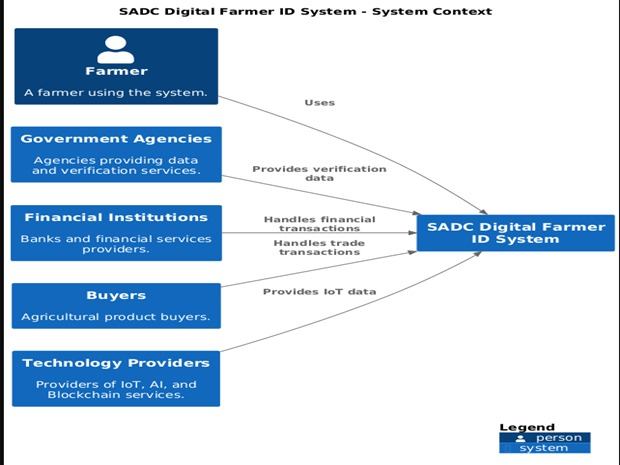 SADC Digital Farmer ID System - System Context
Farmer
A farmer using the system.
Uses
Government Agencies
Agencies providing data
and verification services.
Provides verification
data
Financial Institutions
Banks and financial services
providers.
Handles financial
transactions
SADC Digital Farmer
ID System
Handles trade
transactions
Buyers
Agricultural product buyers.
Provides IoT data
Technology Providers
Providers of IoT, AI, and
Blockchain services.
Legend
person
system